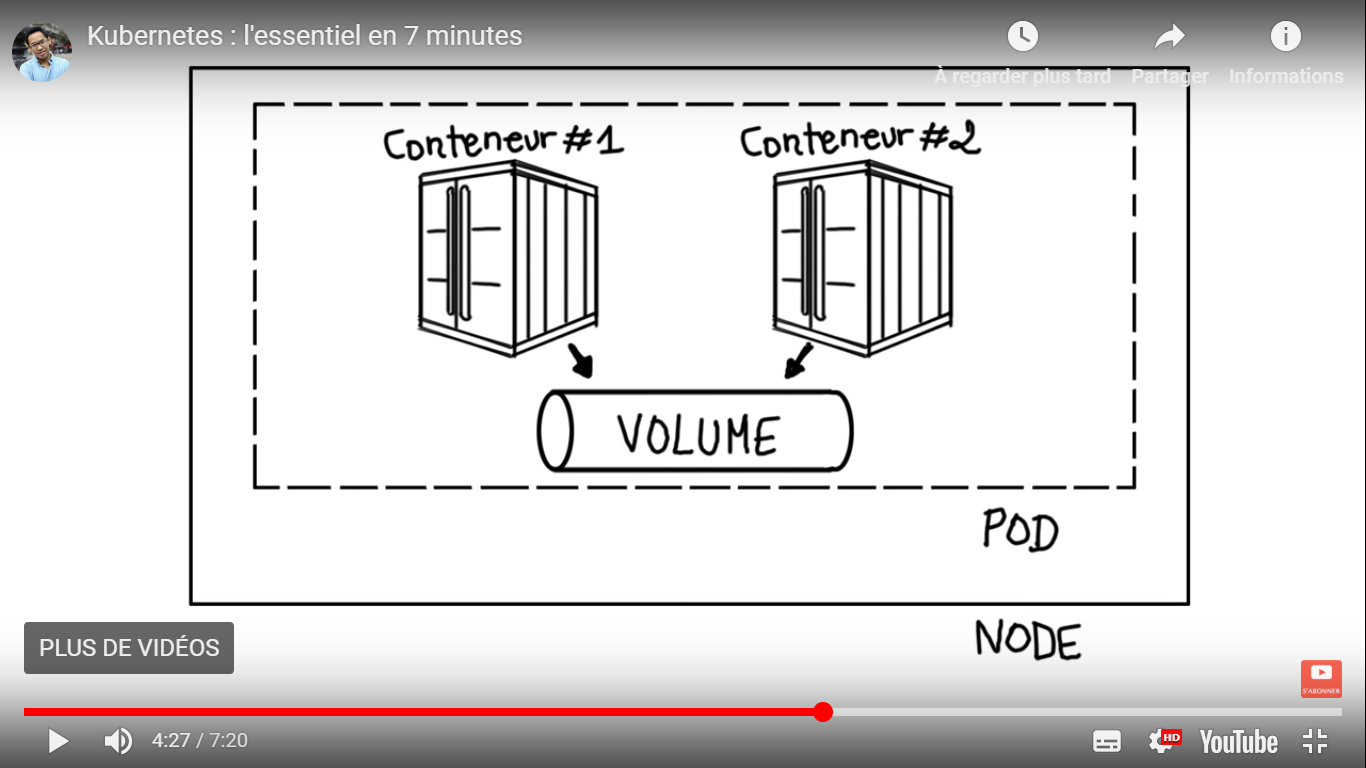 Kubernetes : l'essentiel en 7 minutes
À regarder plus tard
Partager
Informations
Conteneur #1
Conteneur #2
VOLUME
POD
NODE
PLUS DE VIDÉOS
S'ABONNER
4:27 / 7:20
HD
YouTube